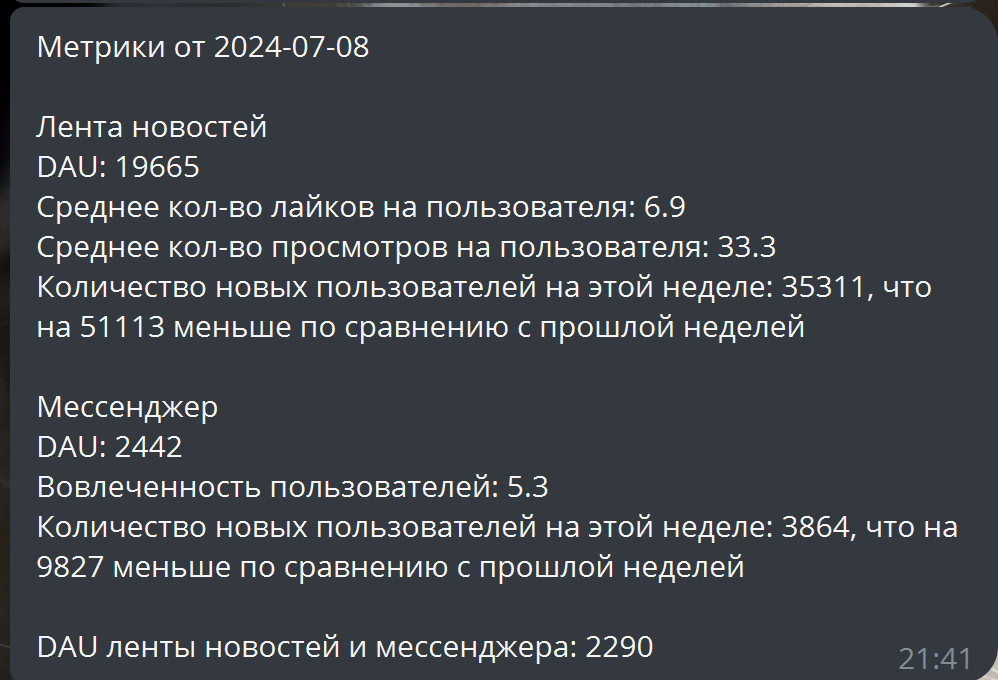 Метрики от 2024-07-08
Лента новостей
DAU: 19665
Среднее кол-во лайков на пользователя: 6.9
Среднее кол-во просмотров на пользователя: 33.3
Количество новых пользователей на этой неделе: 35311, что
на 51113 меньше по сравнению с прошлой неделей
Мессенджер
DAU: 2442
Вовлеченность пользователей: 5.3
Количество новых пользователей на этой неделе: 3864, что на
9827 меньше по сравнению с прошлой неделей
DAU ленты новостей и мессенджера: 2290
21:41